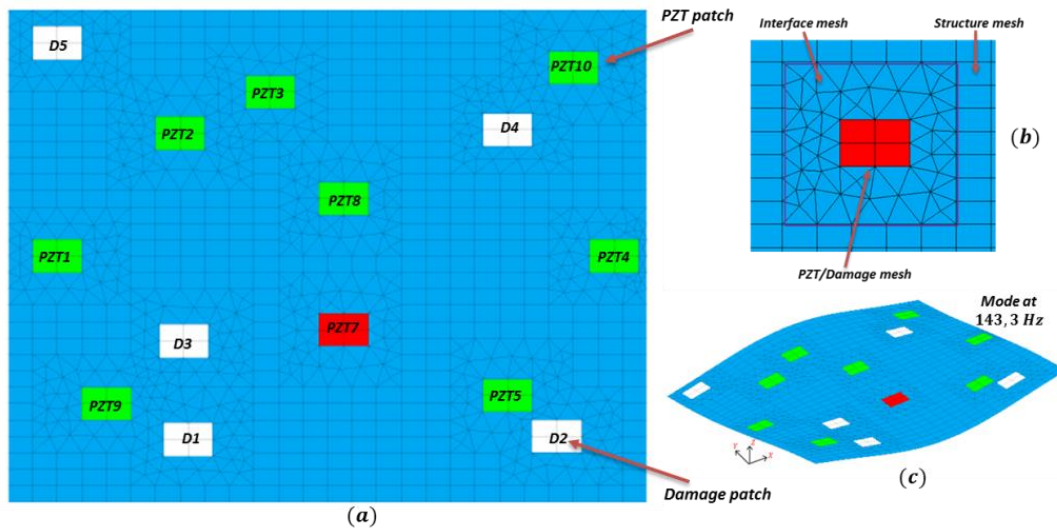 D5
PZT3
PZT2
PZT10
D4
PZT8
PZT1
PZT4
D3
PZT7
PZT9
PZT5
D1
D2
(a)
PZT patch
Damage patch
Interface mesh
Structure mesh
(b)
PZT/Damage mesh
Mode at
143, 3 Hz
Y
Z
X
(c)